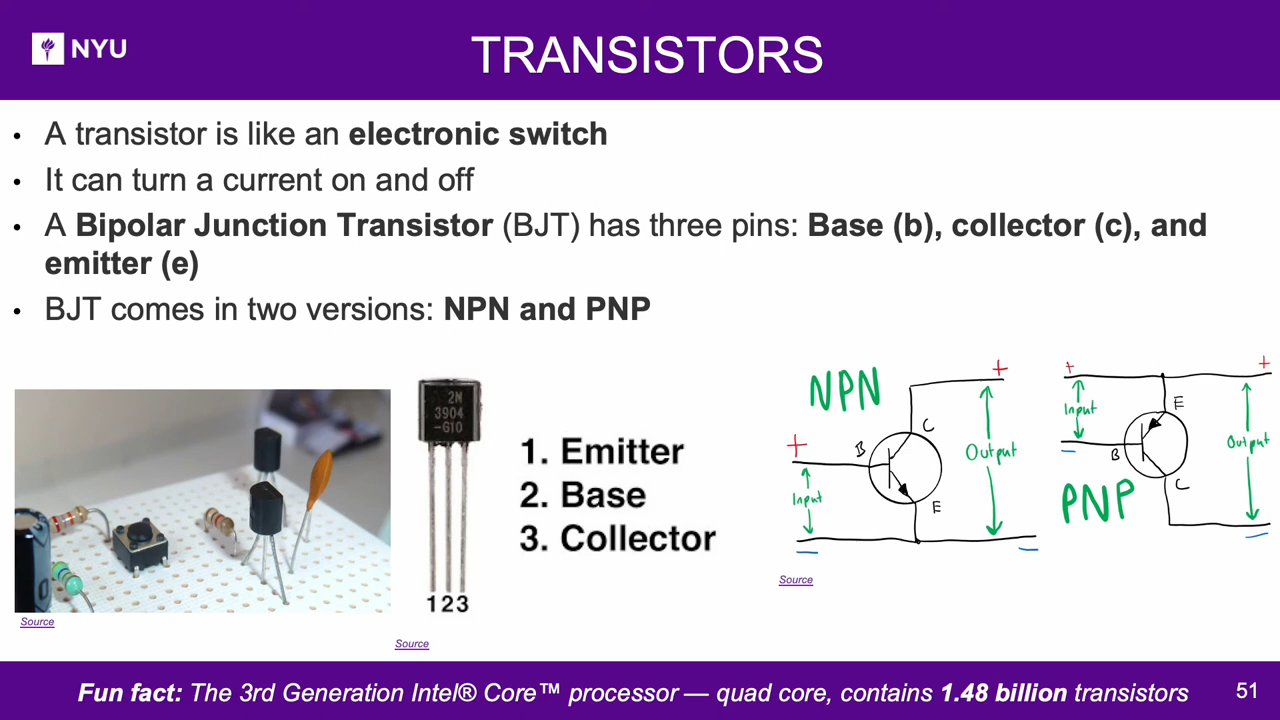 NYU
TRANSISTORS
• A transistor is like an electronic switch
• It can turn a current on and off
• A Bipolar Junction Transistor (BJT) has three pins: Base (b), collector (c), and
emitter (e)
• BJT comes in two versions: NPN and PNP
Source
2N
3904
-G10
123
1. Emitter
2. Base
3. Collector
Source
NPN
+
+
B
C
E
Input
Output
Source
+
+
Input
B
E
C
Output
PNP
Fun fact: The 3rd Generation Intel® Core™ processor — quad core, contains 1.48 billion transistors
51